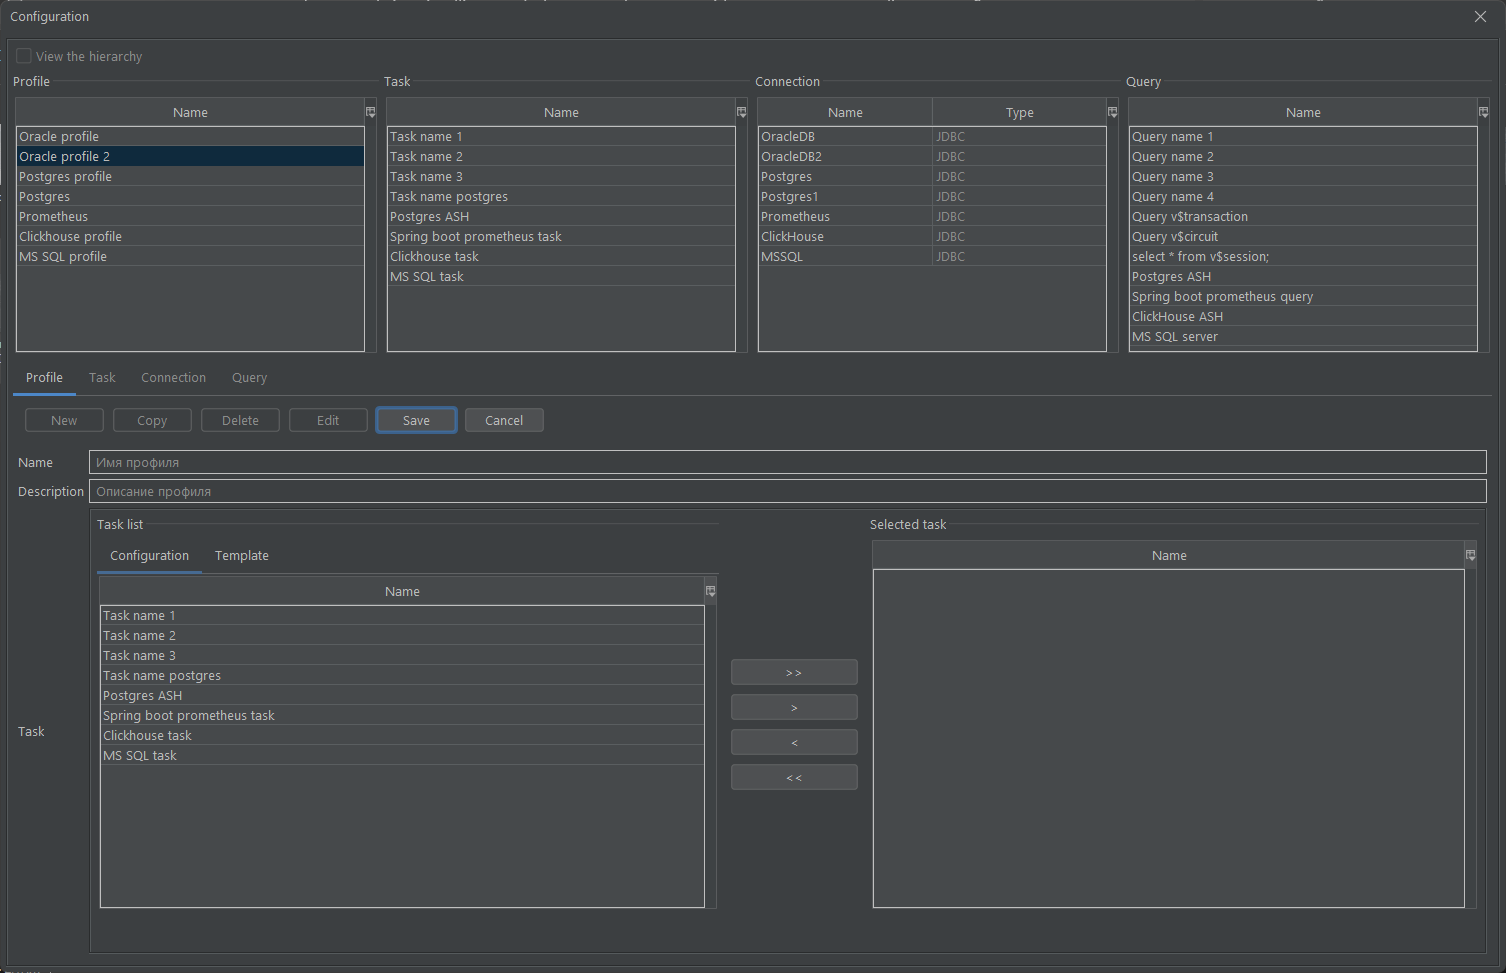 Configuration
View the hierarchy
Profile
Name
Oracle profile
Oracle profile 2
Postgres profile
Postgres
Prometheus
Clickhouse profile
MS SQL profile
Task
Name
Task name 1
Task name 2
Task name 3
Task name postgres
Postgres ASH
Spring boot prometheus task
Clickhouse task
MS SQL task
Connection
Name Type
OracleDB JDBC
OracleDB2 JDBC
Postgres JDBC
Postgres1 JDBC
Prometheus JDBC
ClickHouse JDBC
MSSQL JDBC
Query
Name
Query name 1
Query name 2
Query name 3
Query name 4
Query v$transaction
Query v$circuit
select * from v$session;
Postgres ASH
Spring boot prometheus query
ClickHouse ASH
MS SQL server
Profile Task Connection Query
New Copy Delete Edit Save Cancel
Name Имя профиля
Description Описание профиля
Task
Task list
Configuration Template
Name
Task name 1
Task name 2
Task name 3
Task name postgres
Postgres ASH
Spring boot prometheus task
Clickhouse task
MS SQL task
>>
>
<
<<
Selected task
Name